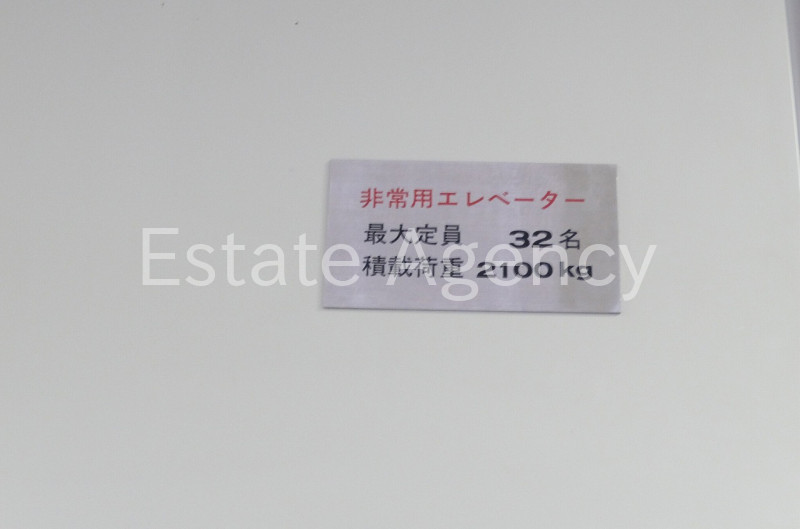 非常用エレベーター
最大定員 32名
積載荷重 2100kg
Estate Agency